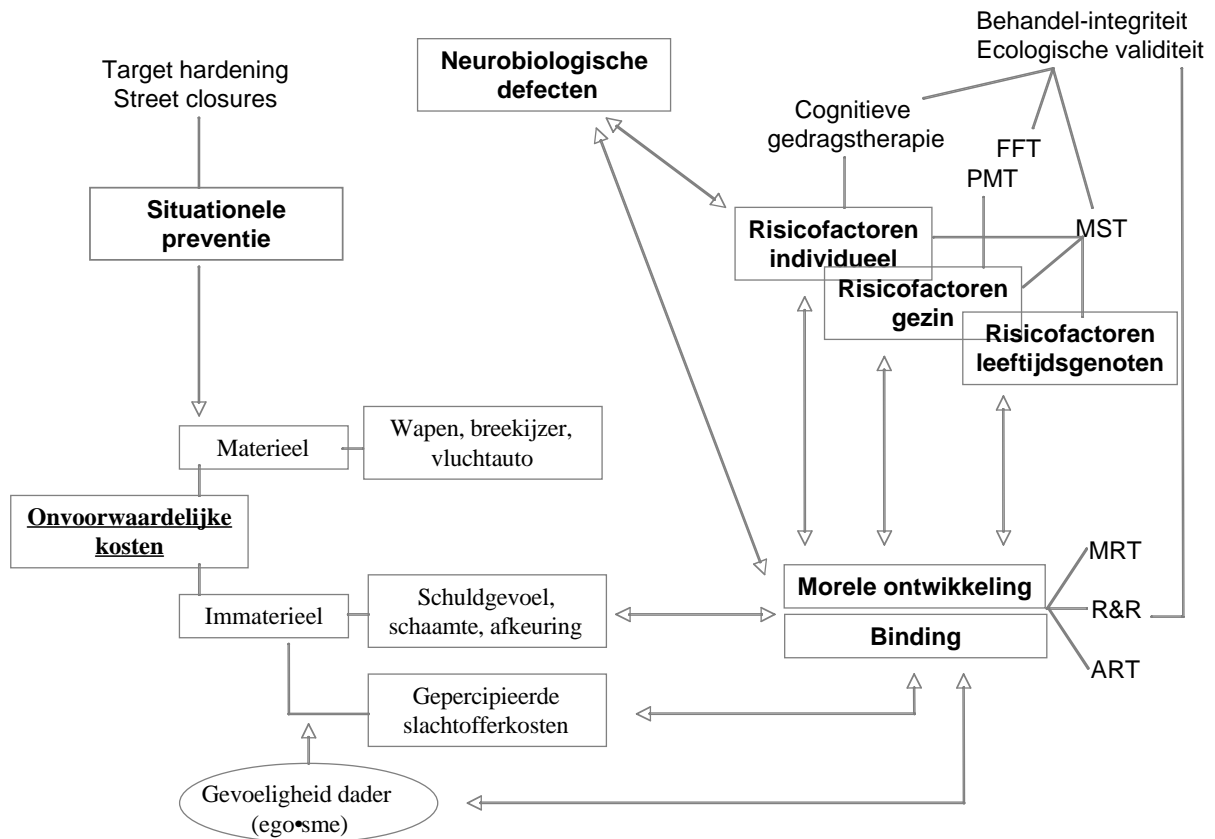 Behandel-integriteit
Ecologische validiteit
Target hardening
Street closures
Neurobiologische
defecten
Cognitieve
gedragstherapie
FFT
PMT
MST
Situationele
preventie
Risicofactoren
individueel
Risicofactoren
gezin
Risicofactoren
leeftijdsgenoten
Materieel
Wapen, breekijzer,
vluchtauto
Onvoorwaardelijke
kosten
Immaterieel
Schuldgevoel,
schaamte, afkeuring
Morele ontwikkeling
Binding
MRT
R&R
ART
Gepercipieerde
slachtofferkosten
Gevoeligheid dader
(ego•sme)